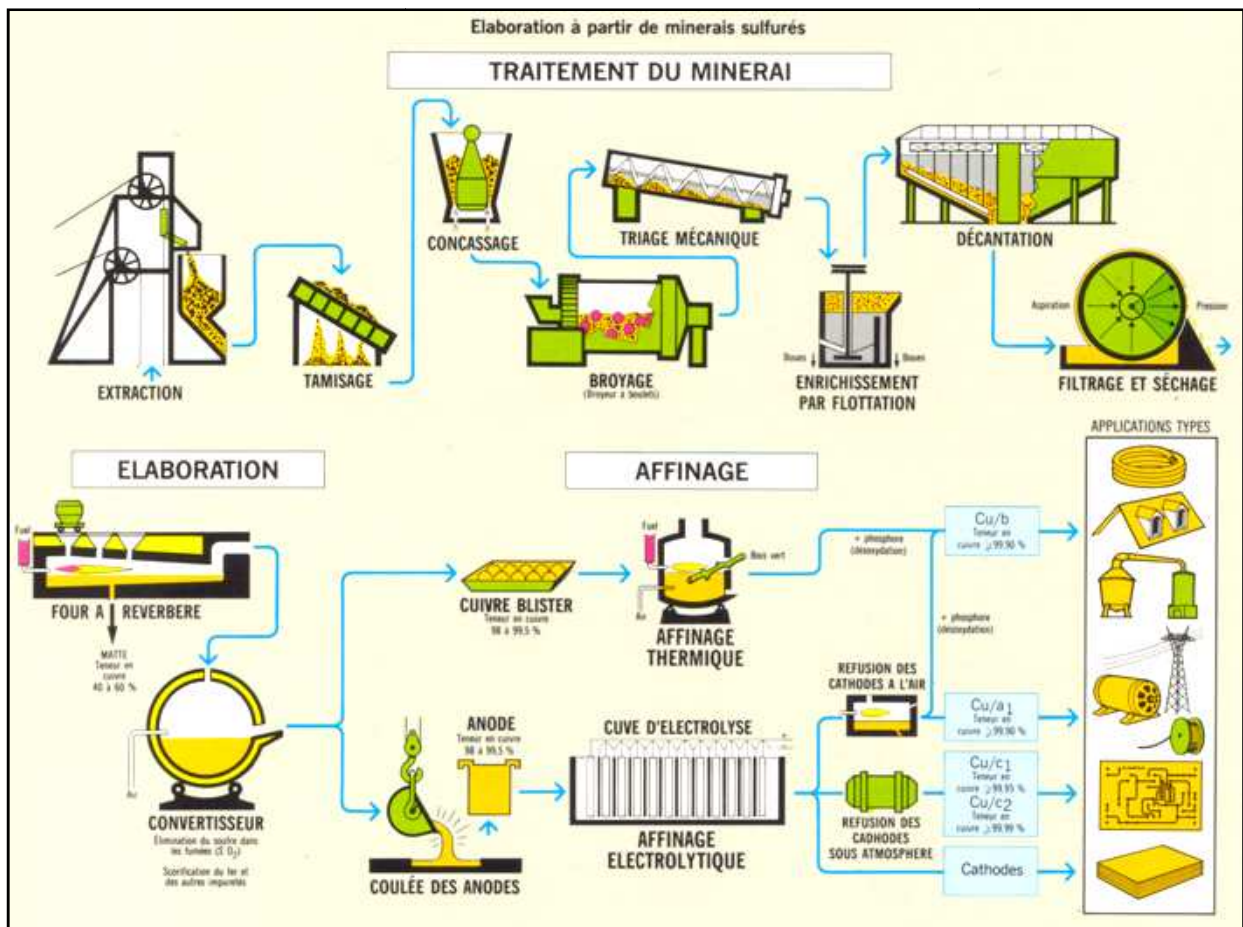 Elaboration à partir de minerais sulfurés
TRAITEMENT DU MINERAI
EXTRACTION
TAMISAGE
CONCASSAGE
BROYAGE
(Broyeur à boulets)
TRIAGE MÉCANIQUE
Boues
Boues
ENRICHISSEMENT
PAR FLOTTATION
DÉCANTATION
Aspiration
Pression
FILTRAGE ET SÉCHAGE
ELABORATION
Fuel
FOUR A REVERBERE
MATTE
Teneur en
cuivre
40 à 60 %
Air
CONVERTISSEUR
Elimination du soufre dans
les fumées
Scorification du fer et
des autres impuretés
AFFINAGE
CUIVRE BLISTER
Teneur en cuivre
98 à 99,5 %
Fuel
Bois vert
Air
AFFINAGE
THERMIQUE
+ phosphore
(désoxydation)
+ phosphore
(désoxydation)
COULÉE DES ANODES
ANODE
Teneur en cuivre
98 à 99,5 %
CUVE D'ELECTROLYSE
+
AFFINAGE
ELECTROLYTIQUE
REFUSION DES
CATHODES A L'AIR
REFUSION DES
CADHODES
SOUS ATMOSPHERE
Cu/b
Teneur en
cuivre ⩾99,90 %
Cu/a1
Teneur en
cuivre ⩾99,90 %
Cu/c1
Teneur en
cuivre ⩾99,95 %
Cu/c2
Teneur en
cuivre ⩾99,99 %
Cathodes
APPLICATIONS TYPES